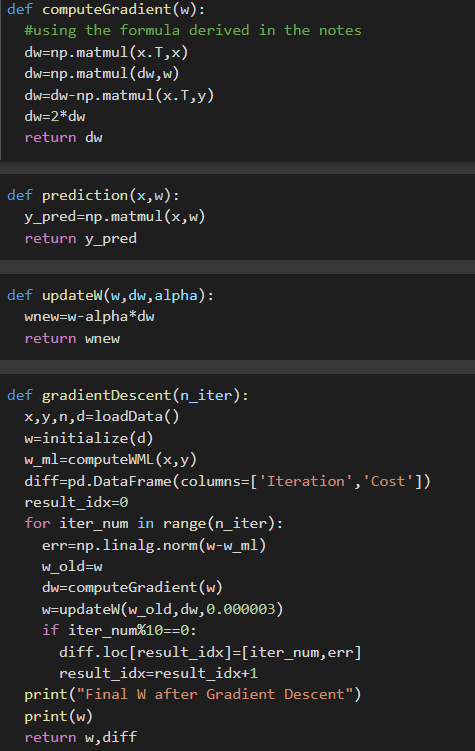 def computeGradient(w):
  #using the formula derived in the notes
  dw=np.matmul(x.T,x)
  dw=np.matmul(dw,w)
  dw=dw-np.matmul(x.T,y)
  dw=2*dw
  return dw
def prediction(x,w):
  y_pred=np.matmul(x,w)
  return y_pred
def updateW(w,dw,alpha):
  wnew=w-alpha*dw
  return wnew
def gradientDescent(n_iter):
  x,y,n,d=loadData()
  w=initialize(d)
  w_ml=computeWML(x,y)
  diff=pd.DataFrame(columns=['Iteration','Cost'])
  result_idx=0
  for iter_num in range(n_iter):
    err=np.linalg.norm(w-w_ml)
    w_old=w
    dw=computeGradient(w)
    w=updateW(w_old,dw,0.000003)
    if iter_num%10==0:
      diff.loc[result_idx]=[iter_num,err]
      result_idx=result_idx+1
  print("Final W after Gradient Descent")
  print(w)
  return w,diff